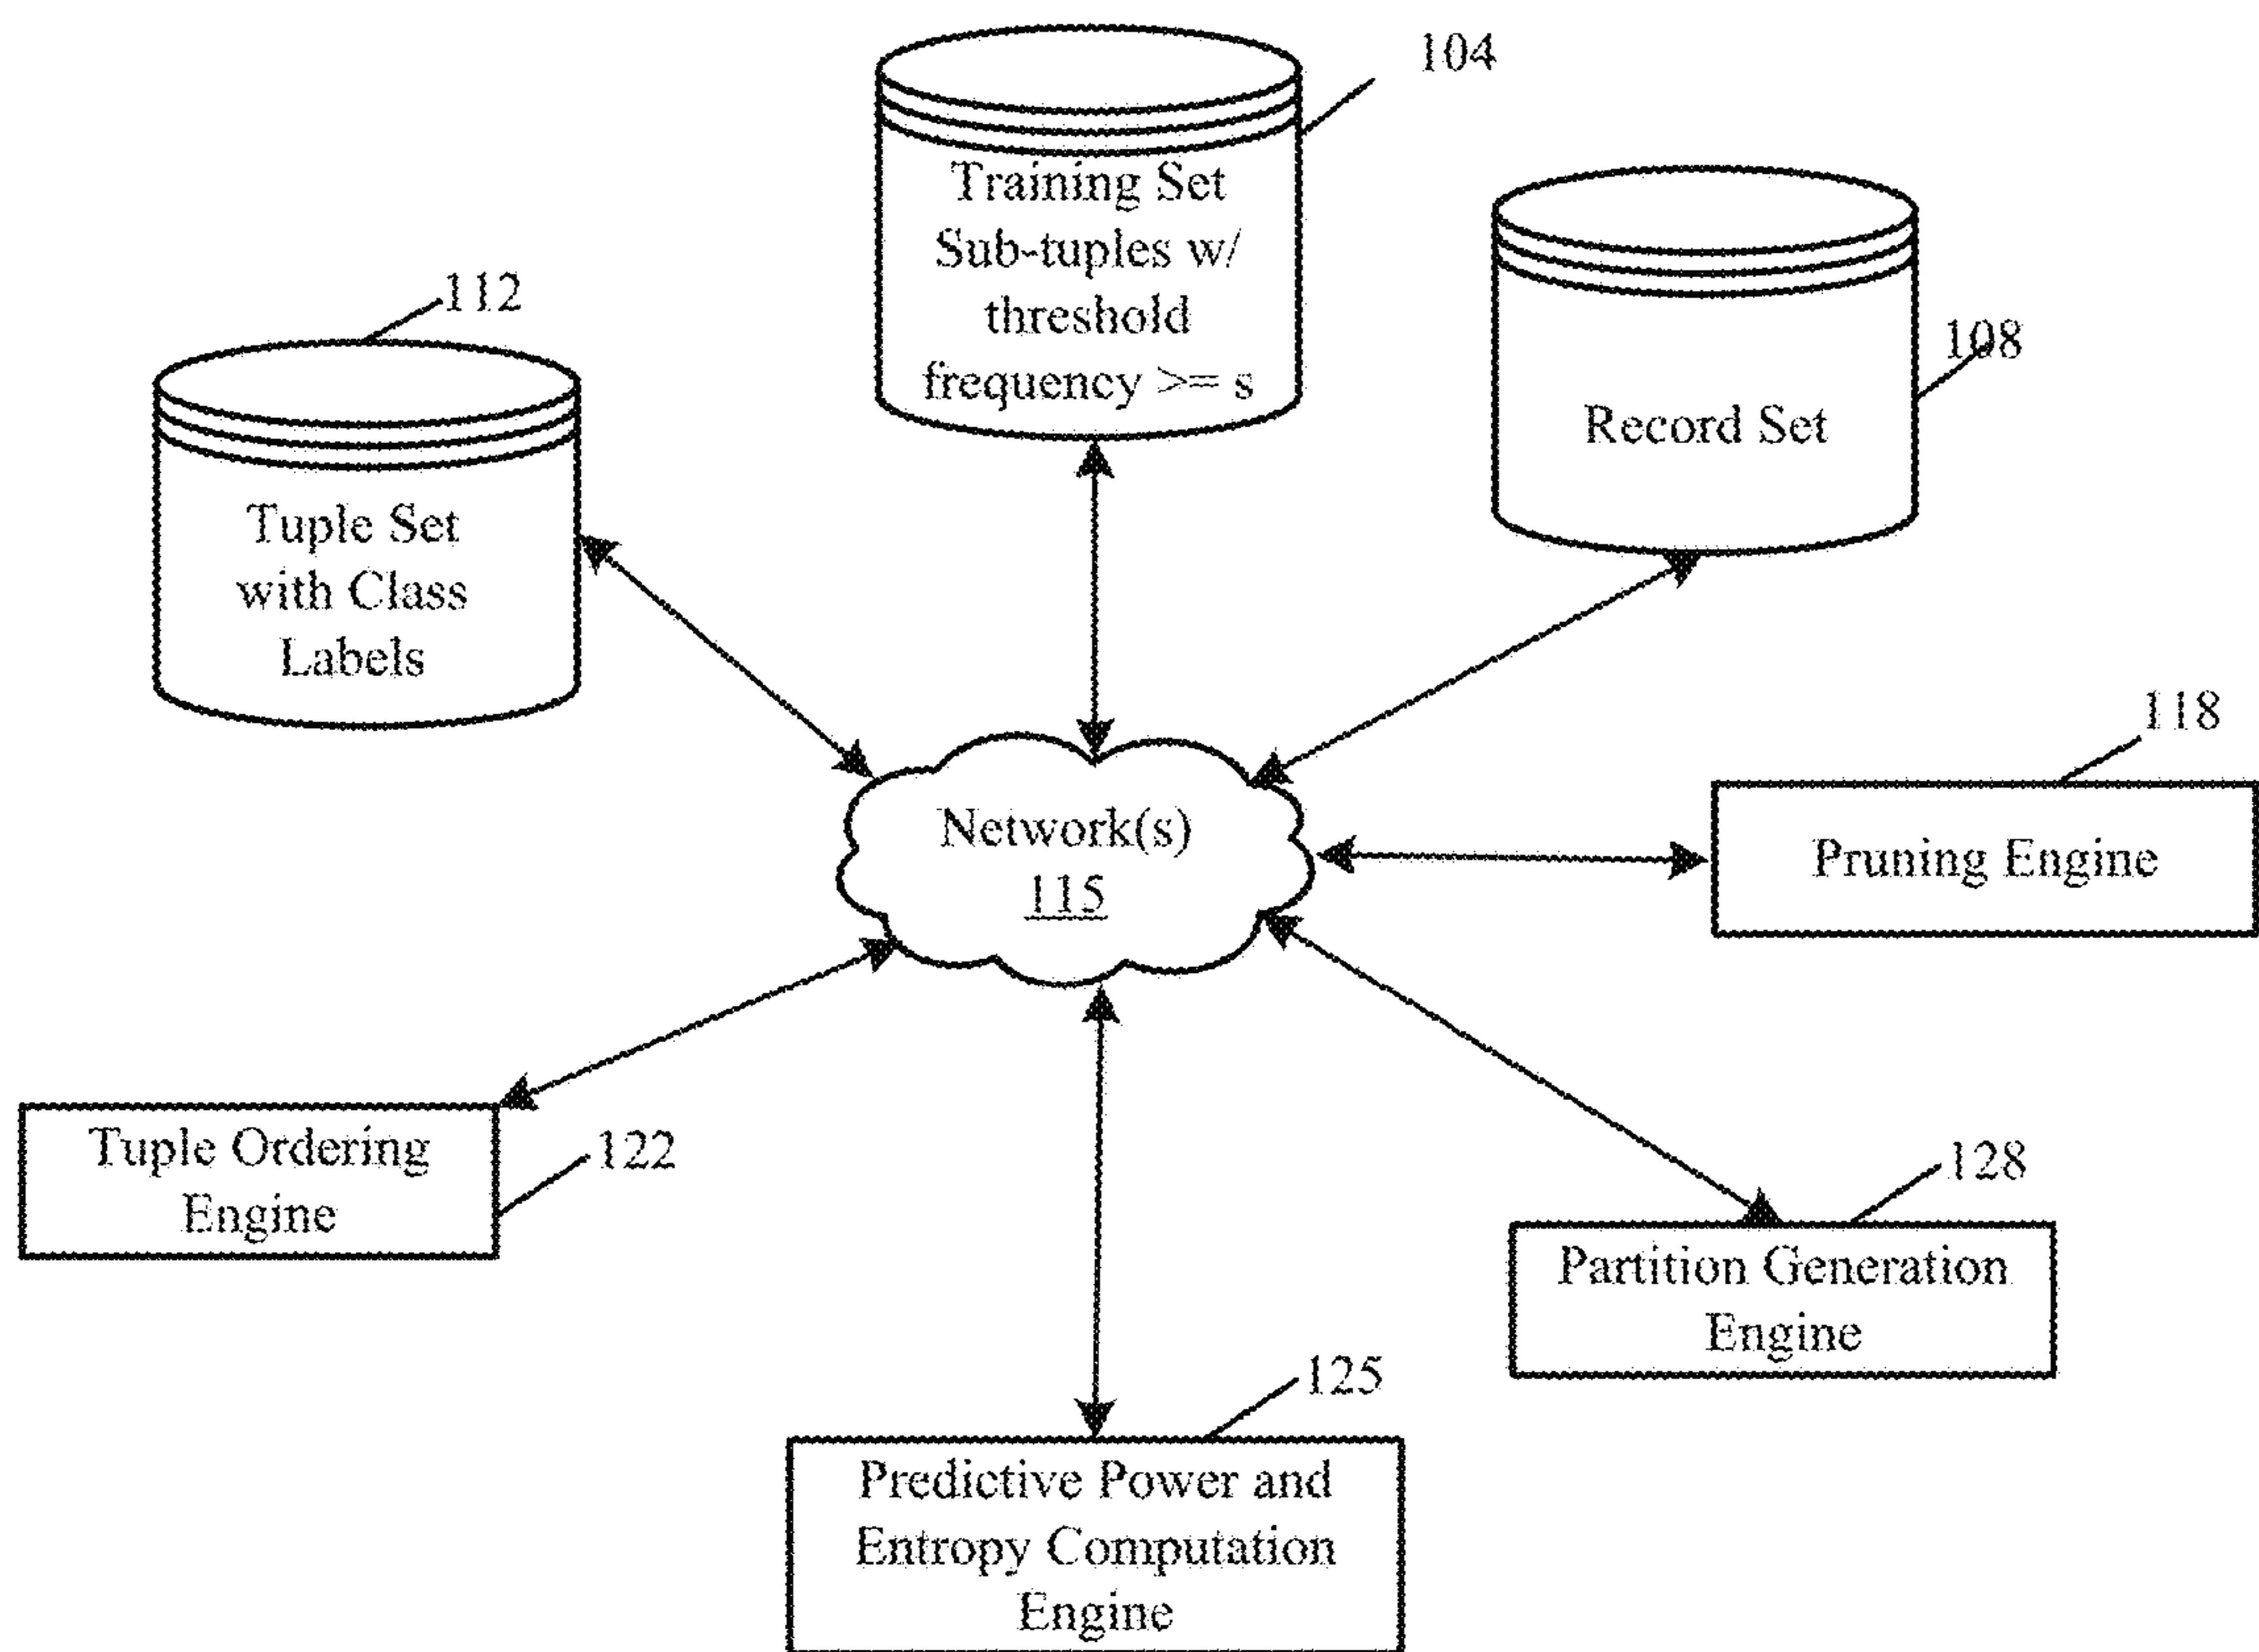 104
Training Set
Sub-tuples w/
threshold
frequency >= s
108
Record Set
112
Tuple Set
with Class
Labels
118
Pruning Engine
Network(s)
115
Tuple Ordering
Engine
122
128
Partition Generation
Engine
125
Predictive Power and
Entropy Computation
Engine